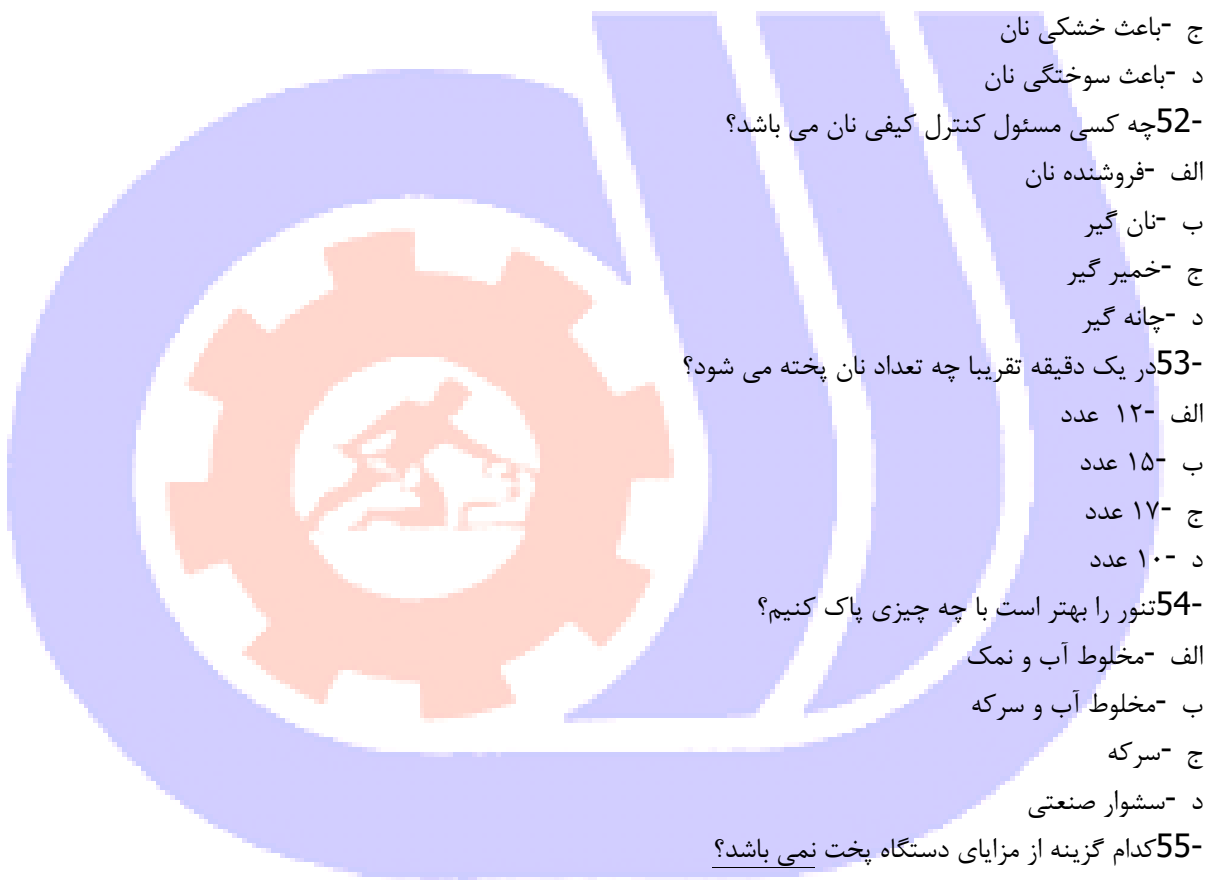 ج -باعث خشکی نان
د -باعث سوختگی نان
52-چه کسی مسئول کنترل کیفی نان می باشد؟
الف -فروشنده نان
ب -نان گیر
ج -خمیر گیر
د -چانه گیر
53-در یک دقیقه تقریبا چه تعداد نان پخته می شود؟
الف -۱۲ عدد
ب -۱۵ عدد
ج -۱۷ عدد
د -۱۰ عدد
54-تنور را بهتر است با چه چیزی پاک کنیم؟
الف -مخلوط آب و نمک
ب -مخلوط آب و سرکه
ج -سرکه
د -سشوار صنعتی
55-کدام گزینه از مزایای دستگاه پخت نمی باشد؟